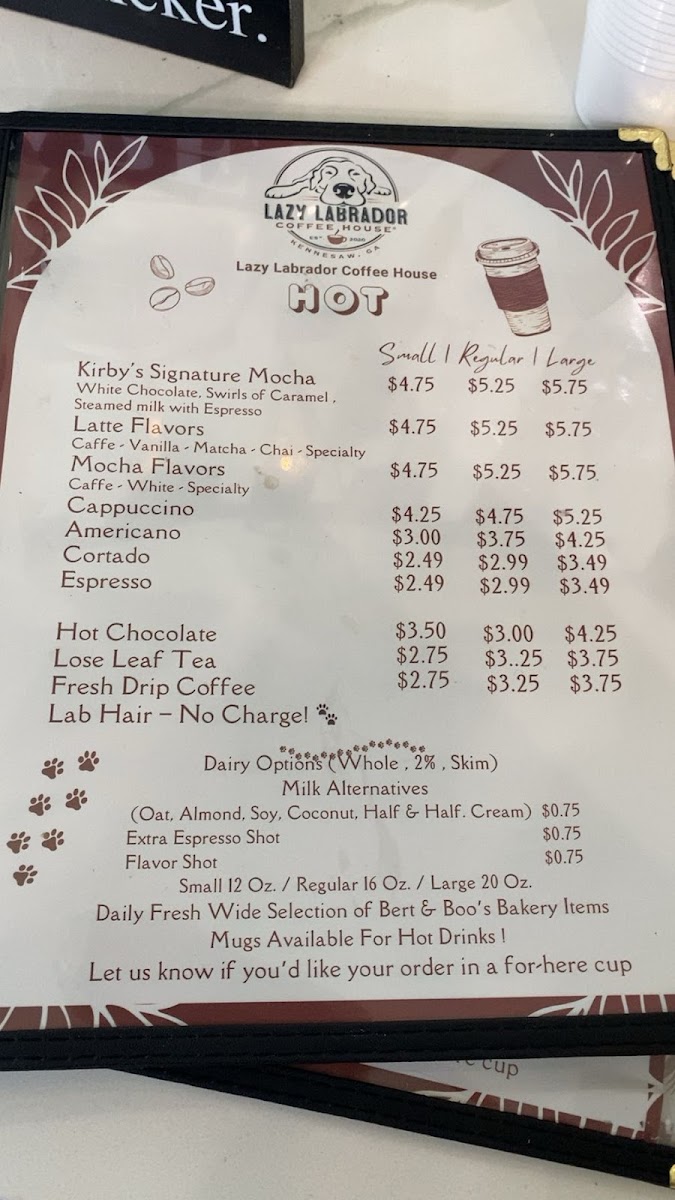 cker.
LAZY LABRADOR
COFFEE HOUSE
EST 2020
KENNESAW, GA
Lazy Labrador Coffee House
HOT
Small | Regular | Large
Kirby's Signature Mocha $4.75 $5.25 $5.75
White Chocolate, Swirls of Caramel ,
Steamed milk with Espresso
Latte Flavors $4.75 $5.25 $5.75
Caffe - Vanilla - Matcha - Chai - Specialty
Mocha Flavors $4.75 $5.25 $5.75
Caffe - White - Specialty
Cappuccino $4.25 $4.75 $5.25
Americano $3.00 $3.75 $4.25
Cortado $2.49 $2.99 $3.49
Espresso $2.49 $2.99 $3.49
Hot Chocolate $3.50 $3.00 $4.25
Lose Leaf Tea $2.75 $3..25 $3.75
Fresh Drip Coffee $2.75 $3.25 $3.75
Lab Hair – No Charge!
Dairy Options (Whole , 2% , Skim)
Milk Alternatives
(Oat, Almond, Soy, Coconut, Half & Half. Cream) $0.75
Extra Espresso Shot $0.75
Flavor Shot $0.75
Small 12 Oz. / Regular 16 Oz. / Large 20 Oz.
Daily Fresh Wide Selection of Bert & Boo's Bakery Items
Mugs Available For Hot Drinks !
Let us know if you'd like your order in a for-here cup
cup